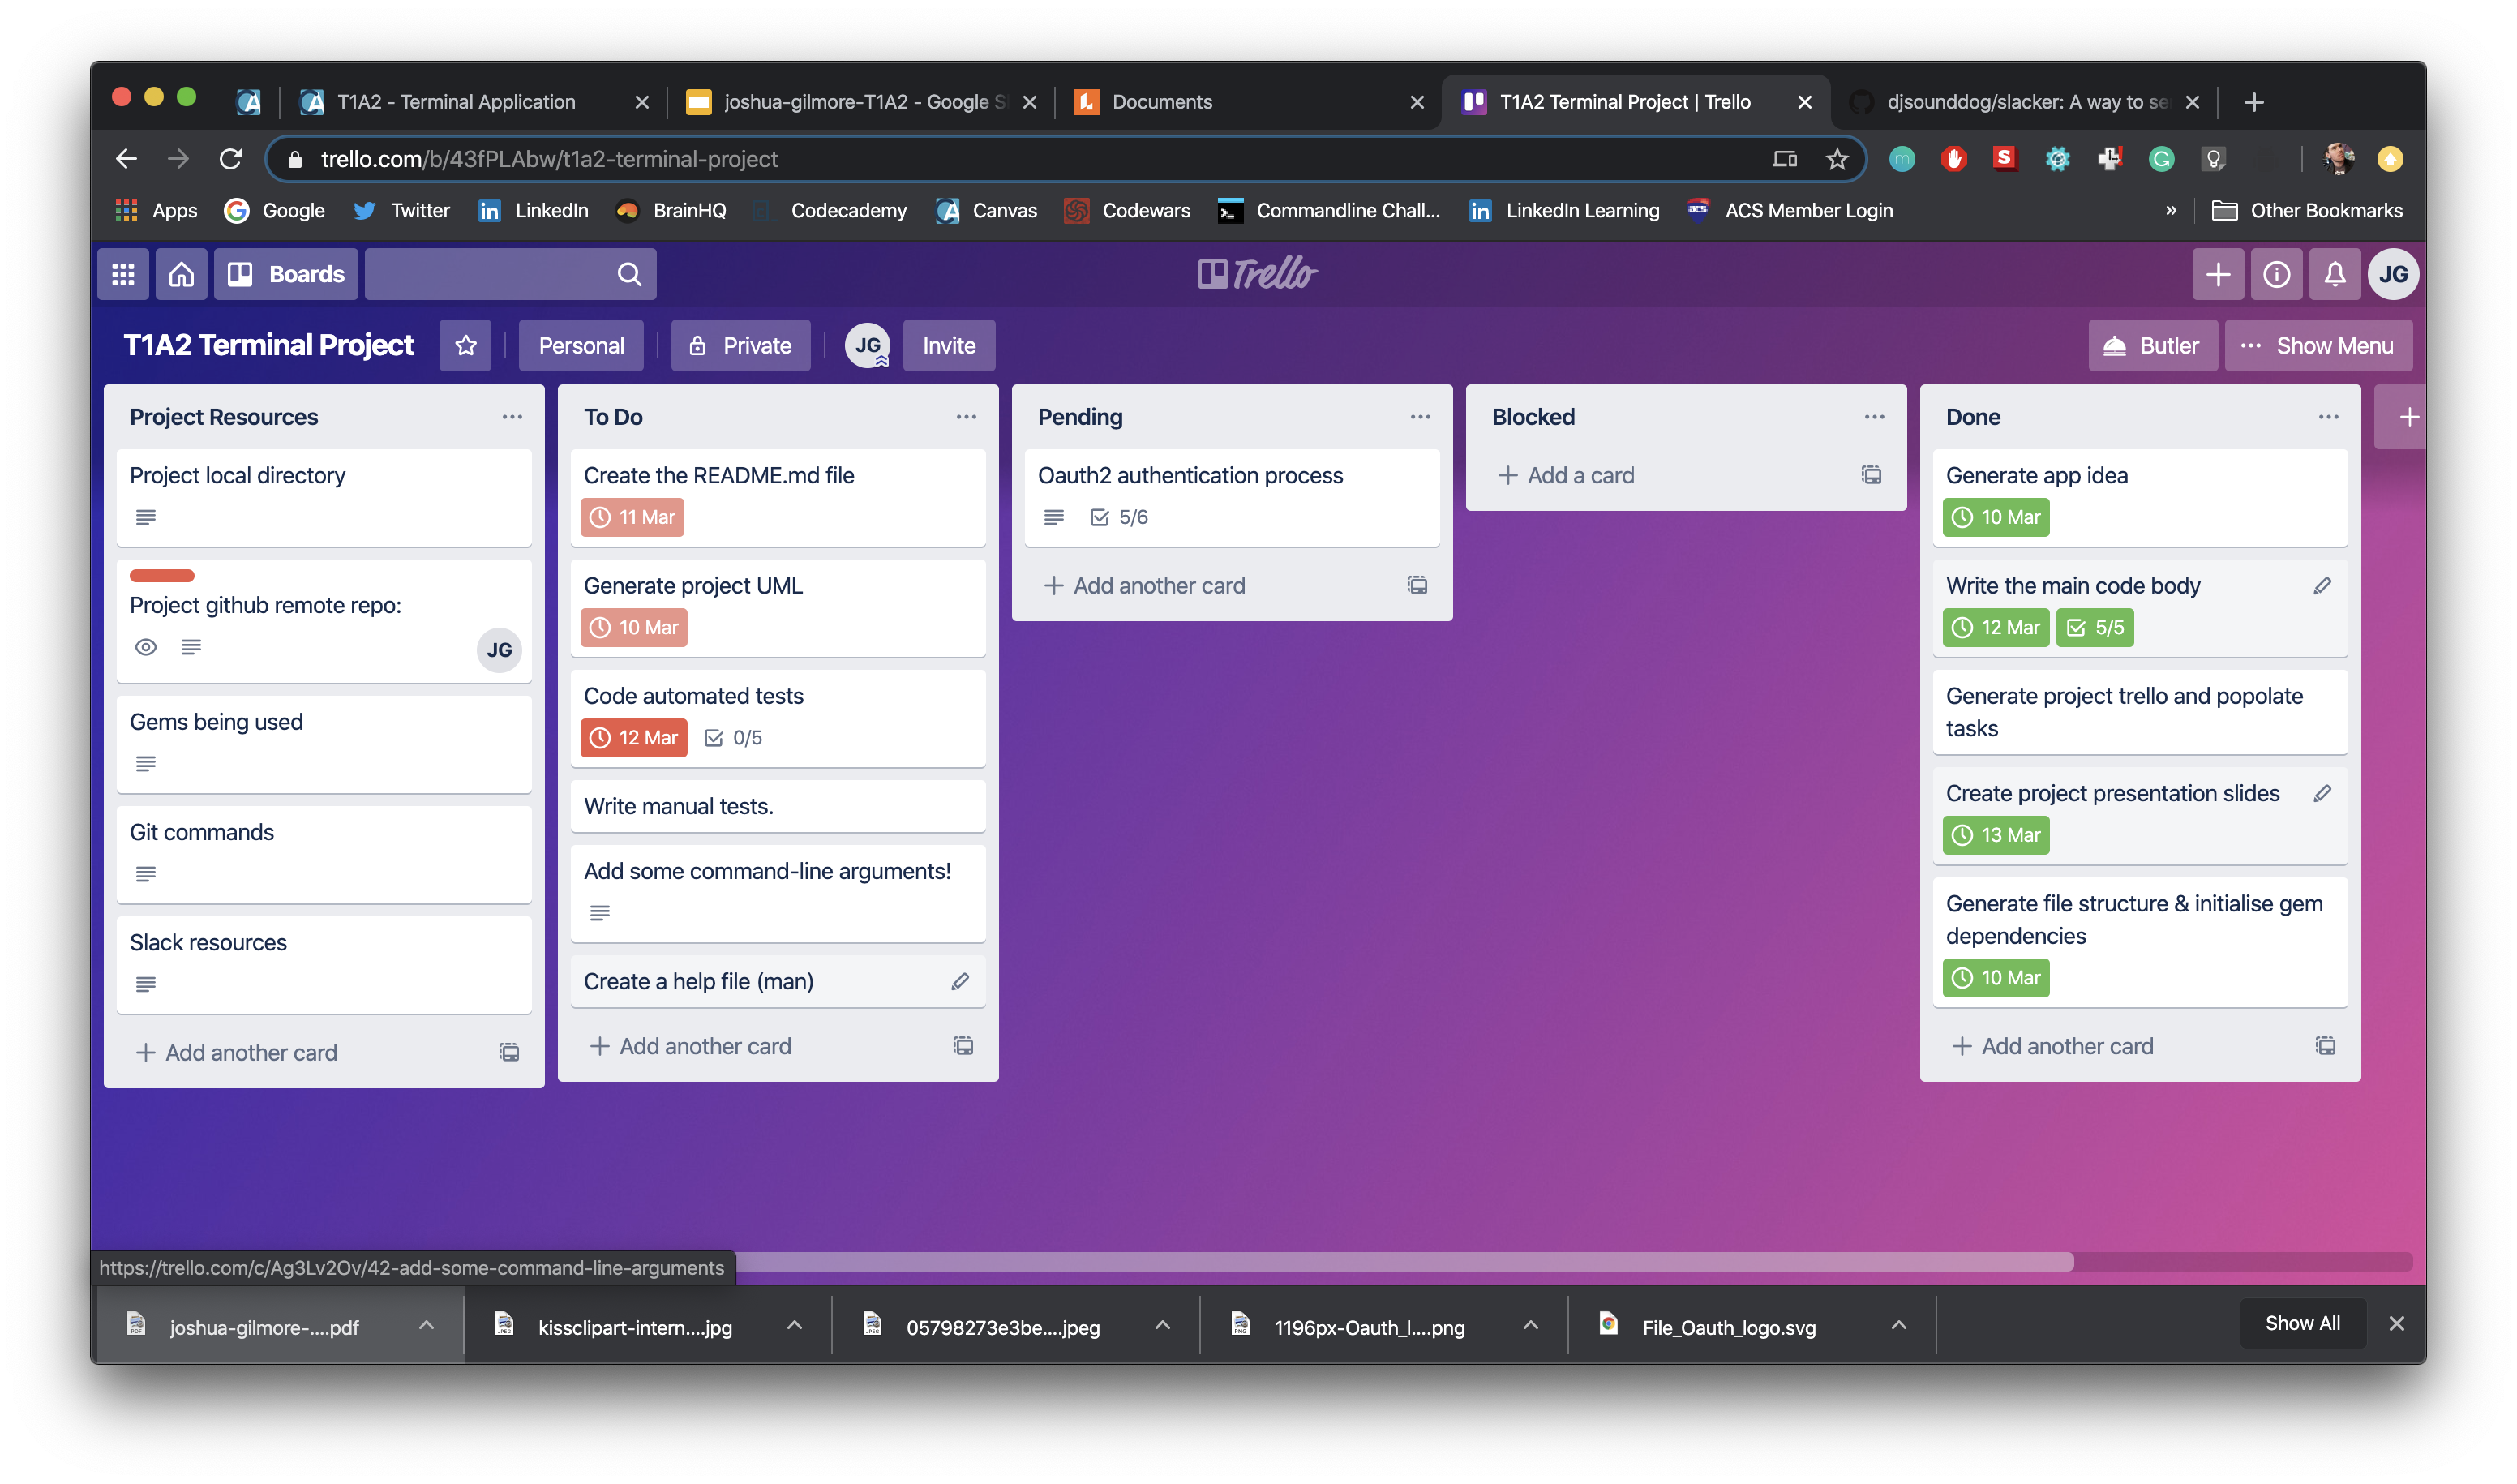 T1A2 - Terminal Application
joshua-gilmore-T1A2 - Google S
Documents
T1A2 Terminal Project | Trello
djsounddog/slacker: A way to se
trello.com/b/43fPLAbw/t1a2-terminal-project
Apps
Google
Twitter
LinkedIn
BrainHQ
Codecademy
Canvas
Codewars
Commandline Chall...
LinkedIn Learning
ACS Member Login
»
Other Bookmarks
Boards
Trello
JG
T1A2 Terminal Project
Personal
Private
JG
Invite
Butler
Show Menu
Project Resources
Project local directory
Project github remote repo:
JG
Gems being used
Git commands
Slack resources
Add another card
To Do
Create the README.md file
11 Mar
Generate project UML
10 Mar
Code automated tests
12 Mar 0/5
Write manual tests.
Add some command-line arguments!
Create a help file (man)
Add another card
Pending
Oauth2 authentication process
5/6
Add another card
Blocked
Add a card
Done
Generate app idea
10 Mar
Write the main code body
12 Mar 5/5
Generate project trello and popolate
tasks
Create project presentation slides
13 Mar
Generate file structure & initialise gem
dependencies
10 Mar
Add another card
https://trello.com/c/Ag3Lv2Ov/42-add-some-command-line-arguments
joshua-gilmore-....pdf
kissclipart-intern....jpg
05798273e3be....jpeg
1196px-Oauth_l....png
File_Oauth_logo.svg
Show All